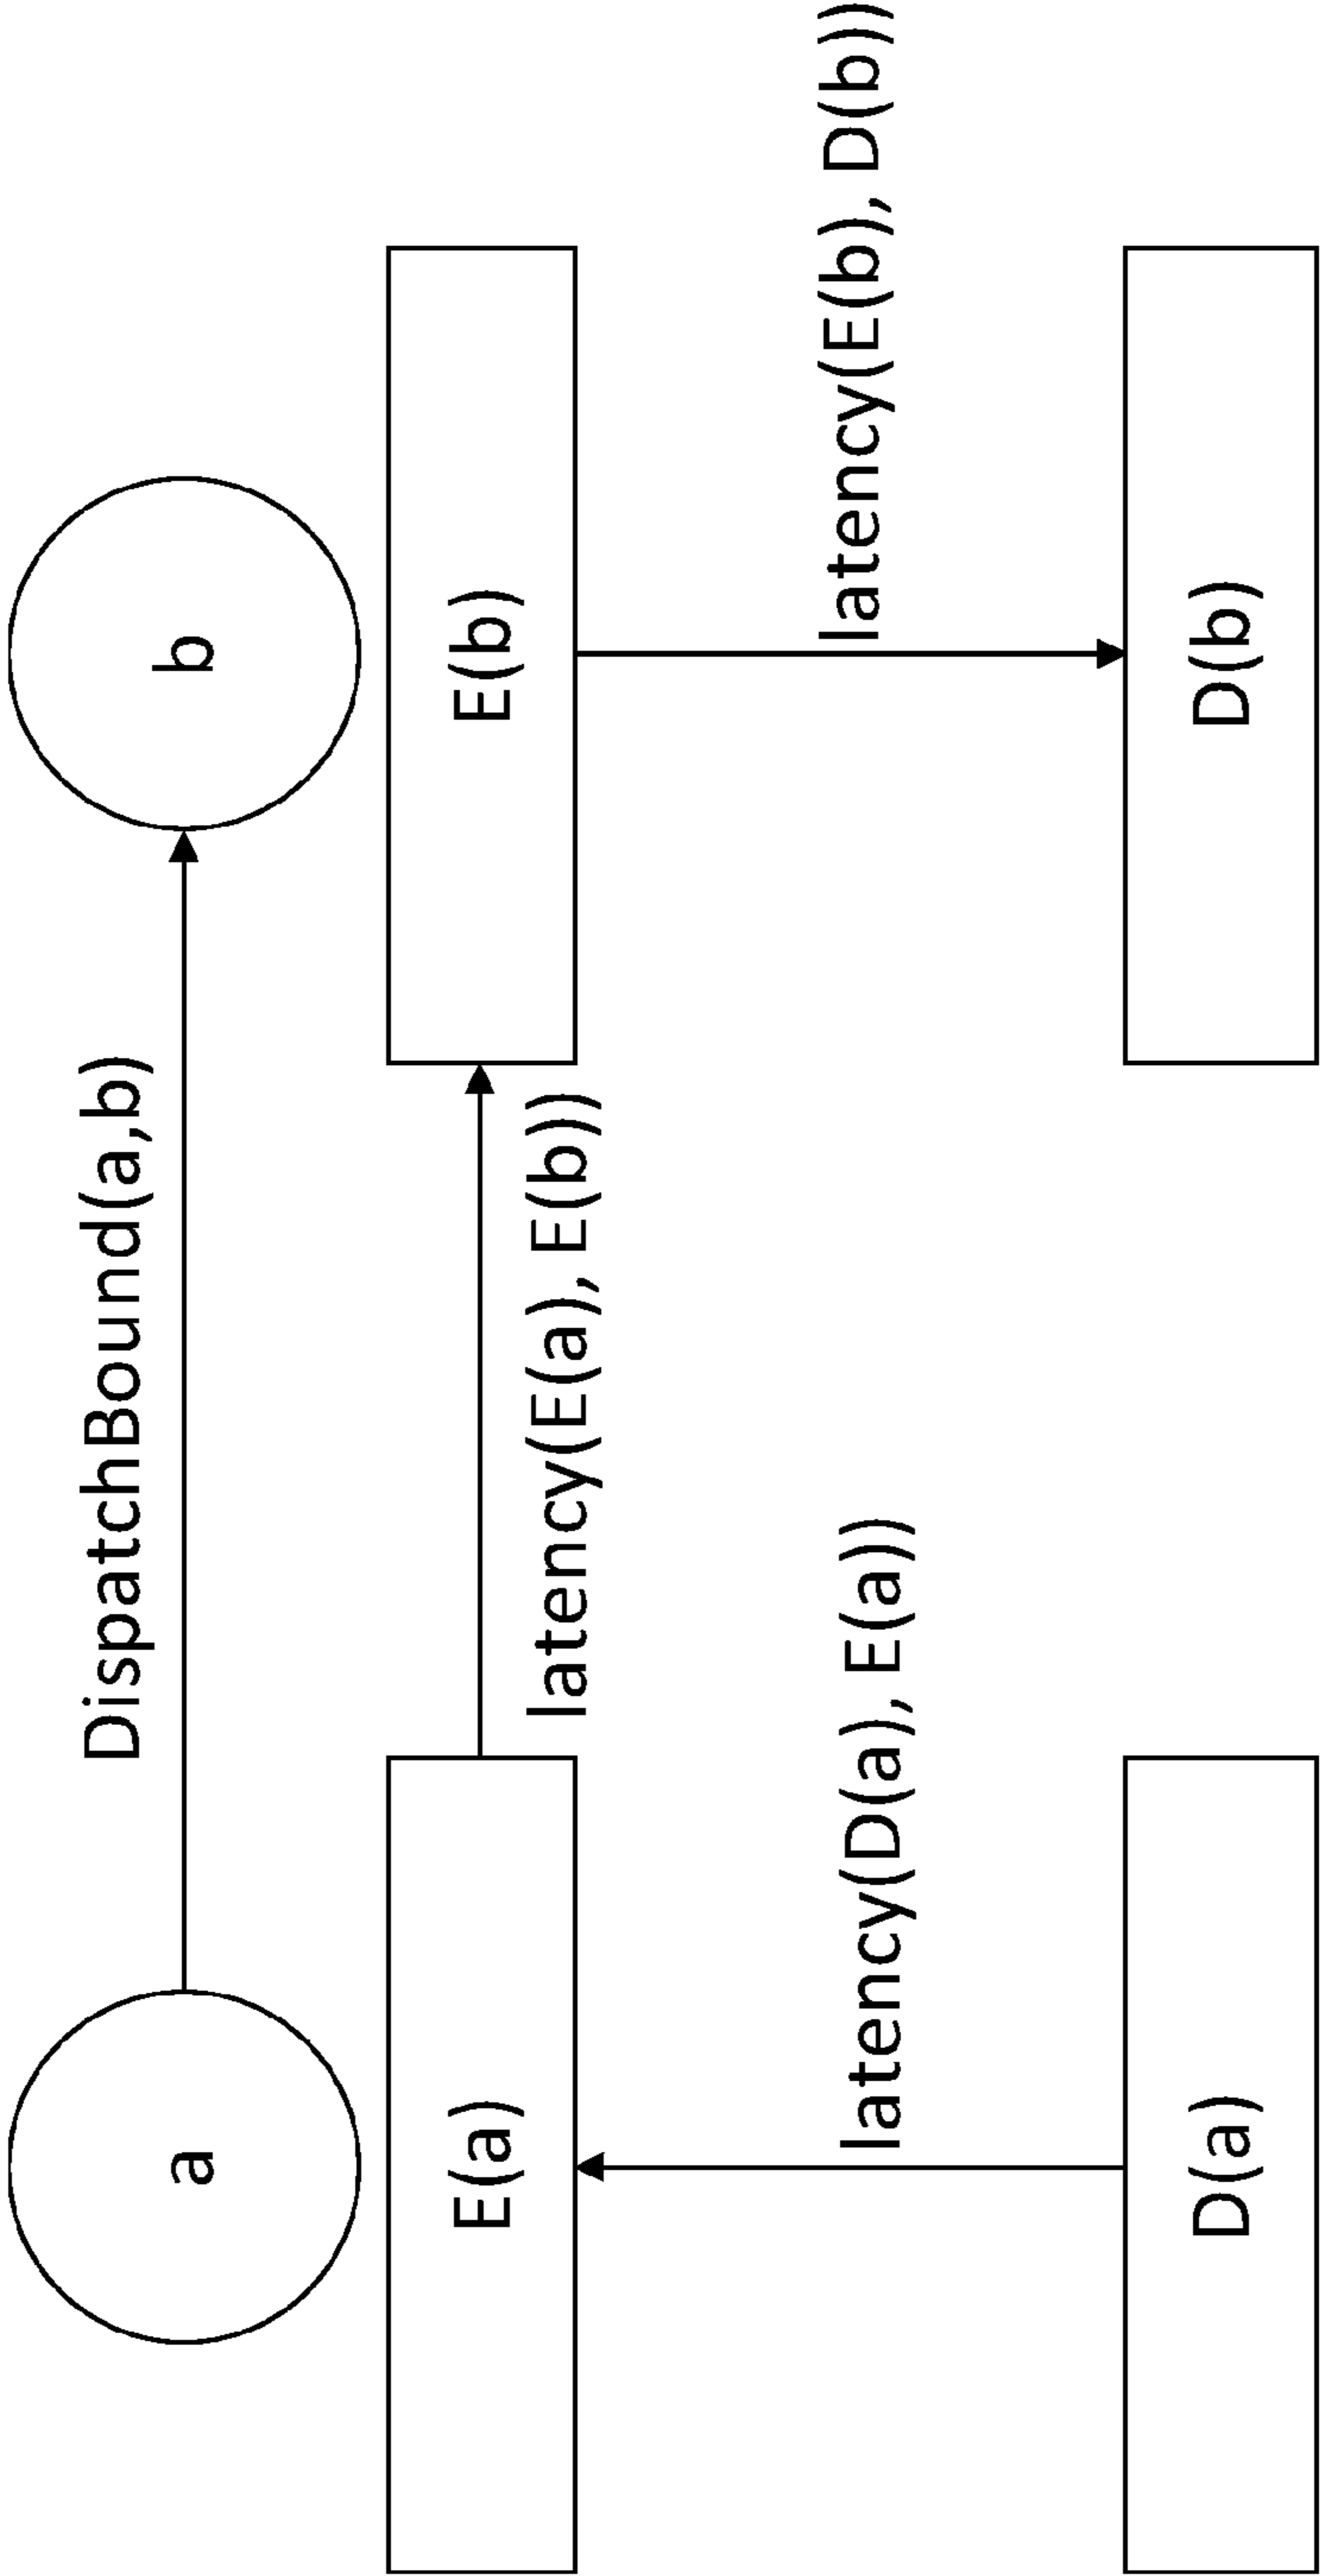 DispatchBound(a,b)
a
b
E(a)
latency(E(a), E(b))
E(b)
latency(D(a), E(a))
latency(E(b), D(b))
D(a)
D(b)